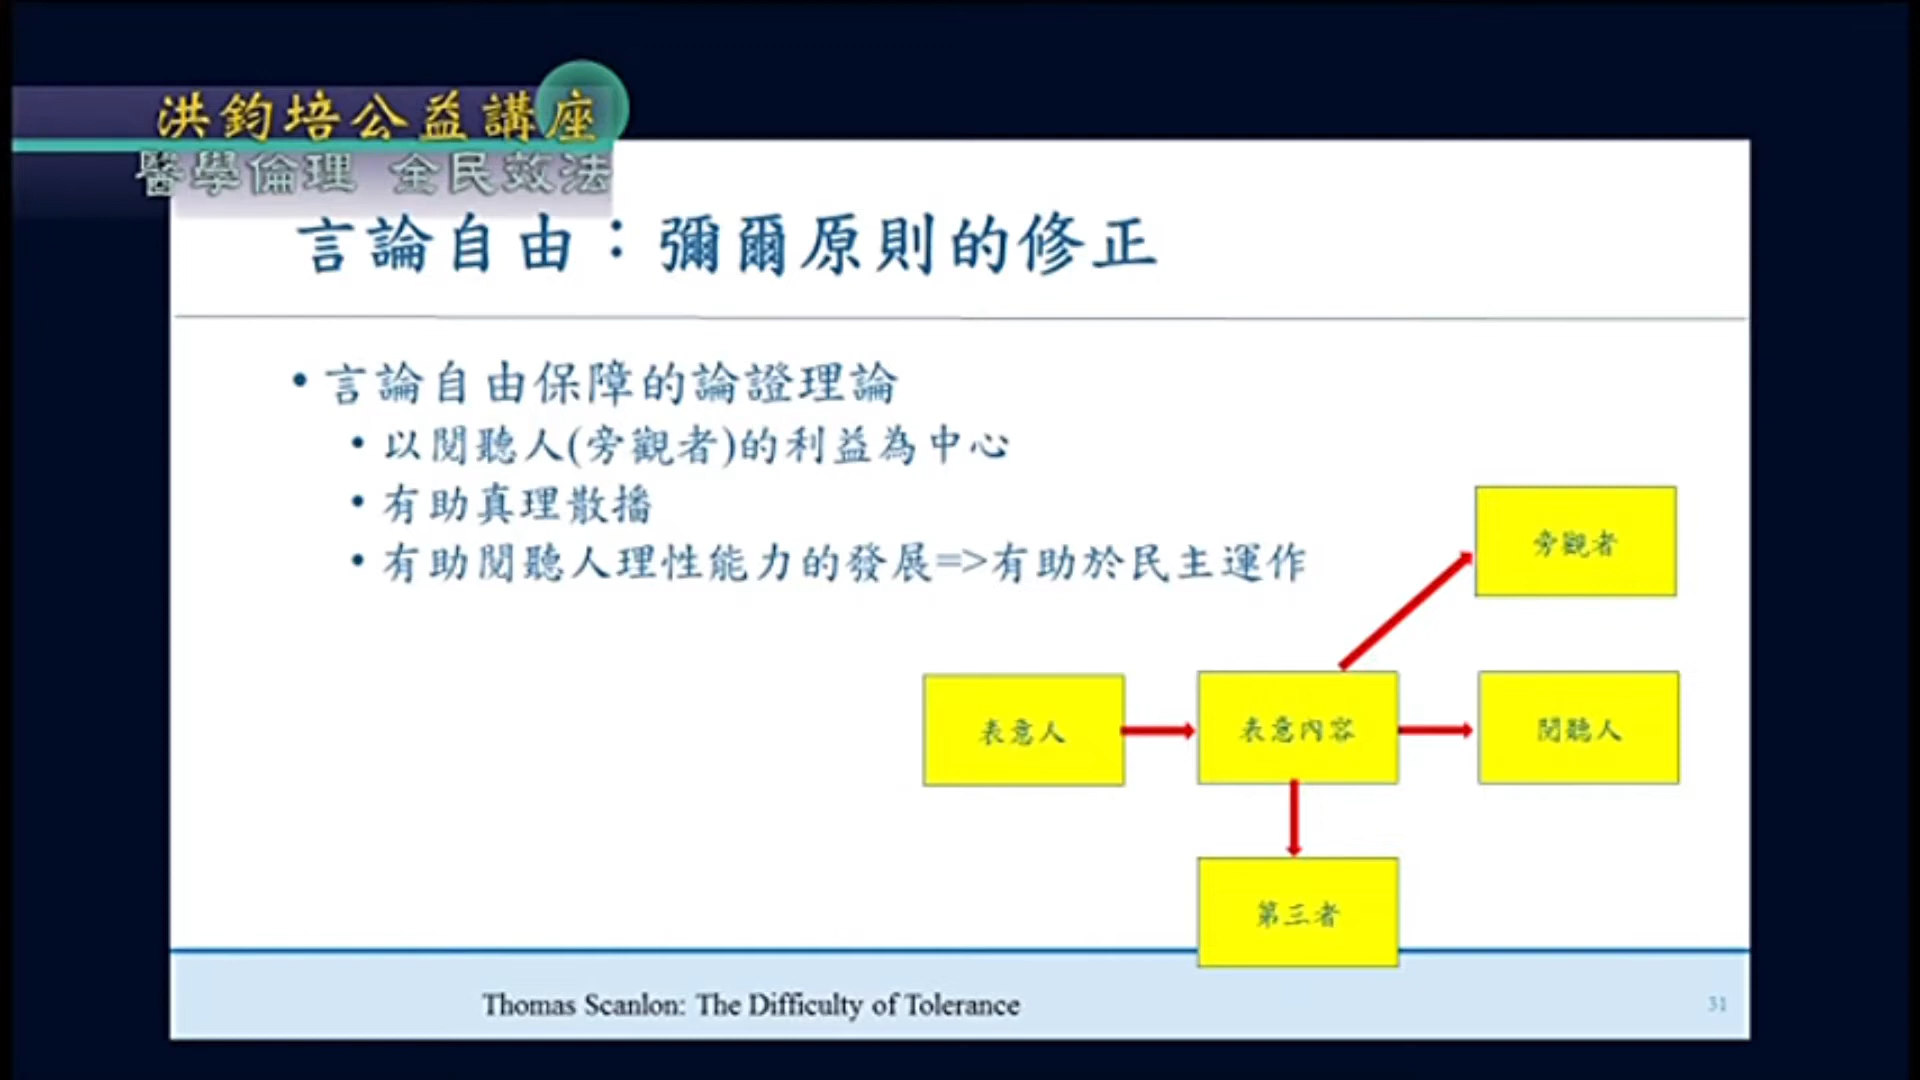 洪鈞培公益講座
醫學倫理 全民效法
言論自由：彌爾原則的修正
• 言論自由保障的論證理論
• 以閱聽人(旁觀者)的利益為中心
• 有助真理散播
• 有助閱聽人理性能力的發展=>有助於民主運作
旁觀者
表意人
表意內容
閱聽人
第三者
Thomas Scanlon: The Difficulty of Tolerance
31